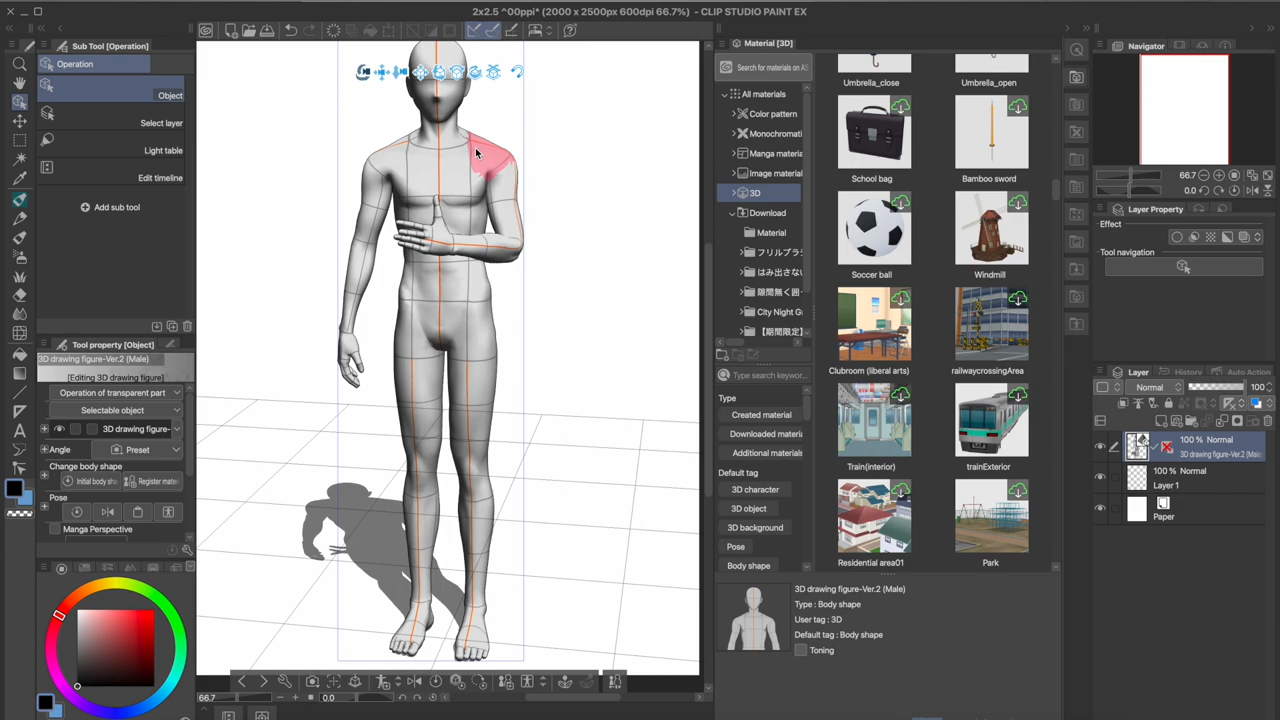 2x2.5 ^00ppi* (2000 x 2500px 600dpi 66.7%) - CLIP STUDIO PAINT EX
Sub Tool [Operation]
Operation
Object
Select layer
Light table
Edit timeline
Add sub tool
Tool property [Object]
3D drawing figure-Ver.2 (Male)
[Editing 3D drawing figure]
Operation of transparent part
Selectable object
3D drawing figure-
Angle
Preset
Change body shape
Initial body sh
Register materi
Pose
Manga Perspective
66.7
0.0
Material [3D]
Search for materials on AS
All materials
Color pattern
Monochromati
Manga materia
Image material
3D
Download
Material
フリルブラシ
はみ出さない
隙間無く囲っ
City Night G
【期間限定】
Type search keywor...
Type
Created material
Downloaded materia
Additional materials
Default tag
3D character
3D object
3D background
Pose
Body shape
Umbrella_close
Umbrella_open
School bag
Bamboo sword
Soccer ball
Windmill
Clubroom (liberal arts)
railwaycrossingArea
Train(interior)
trainExterior
Residential area01
Park
3D drawing figure-Ver.2 (Male)
Type : Body shape
User tag : 3D
Default tag : Body shape
Toning
Navigator
66.7
0.0
Layer Property
Effect
Tool navigation
Layer
History
Auto Action
Normal
100
100 % Normal
3D drawing figure-Ver.2 (Male
100 % Normal
Layer 1
Paper